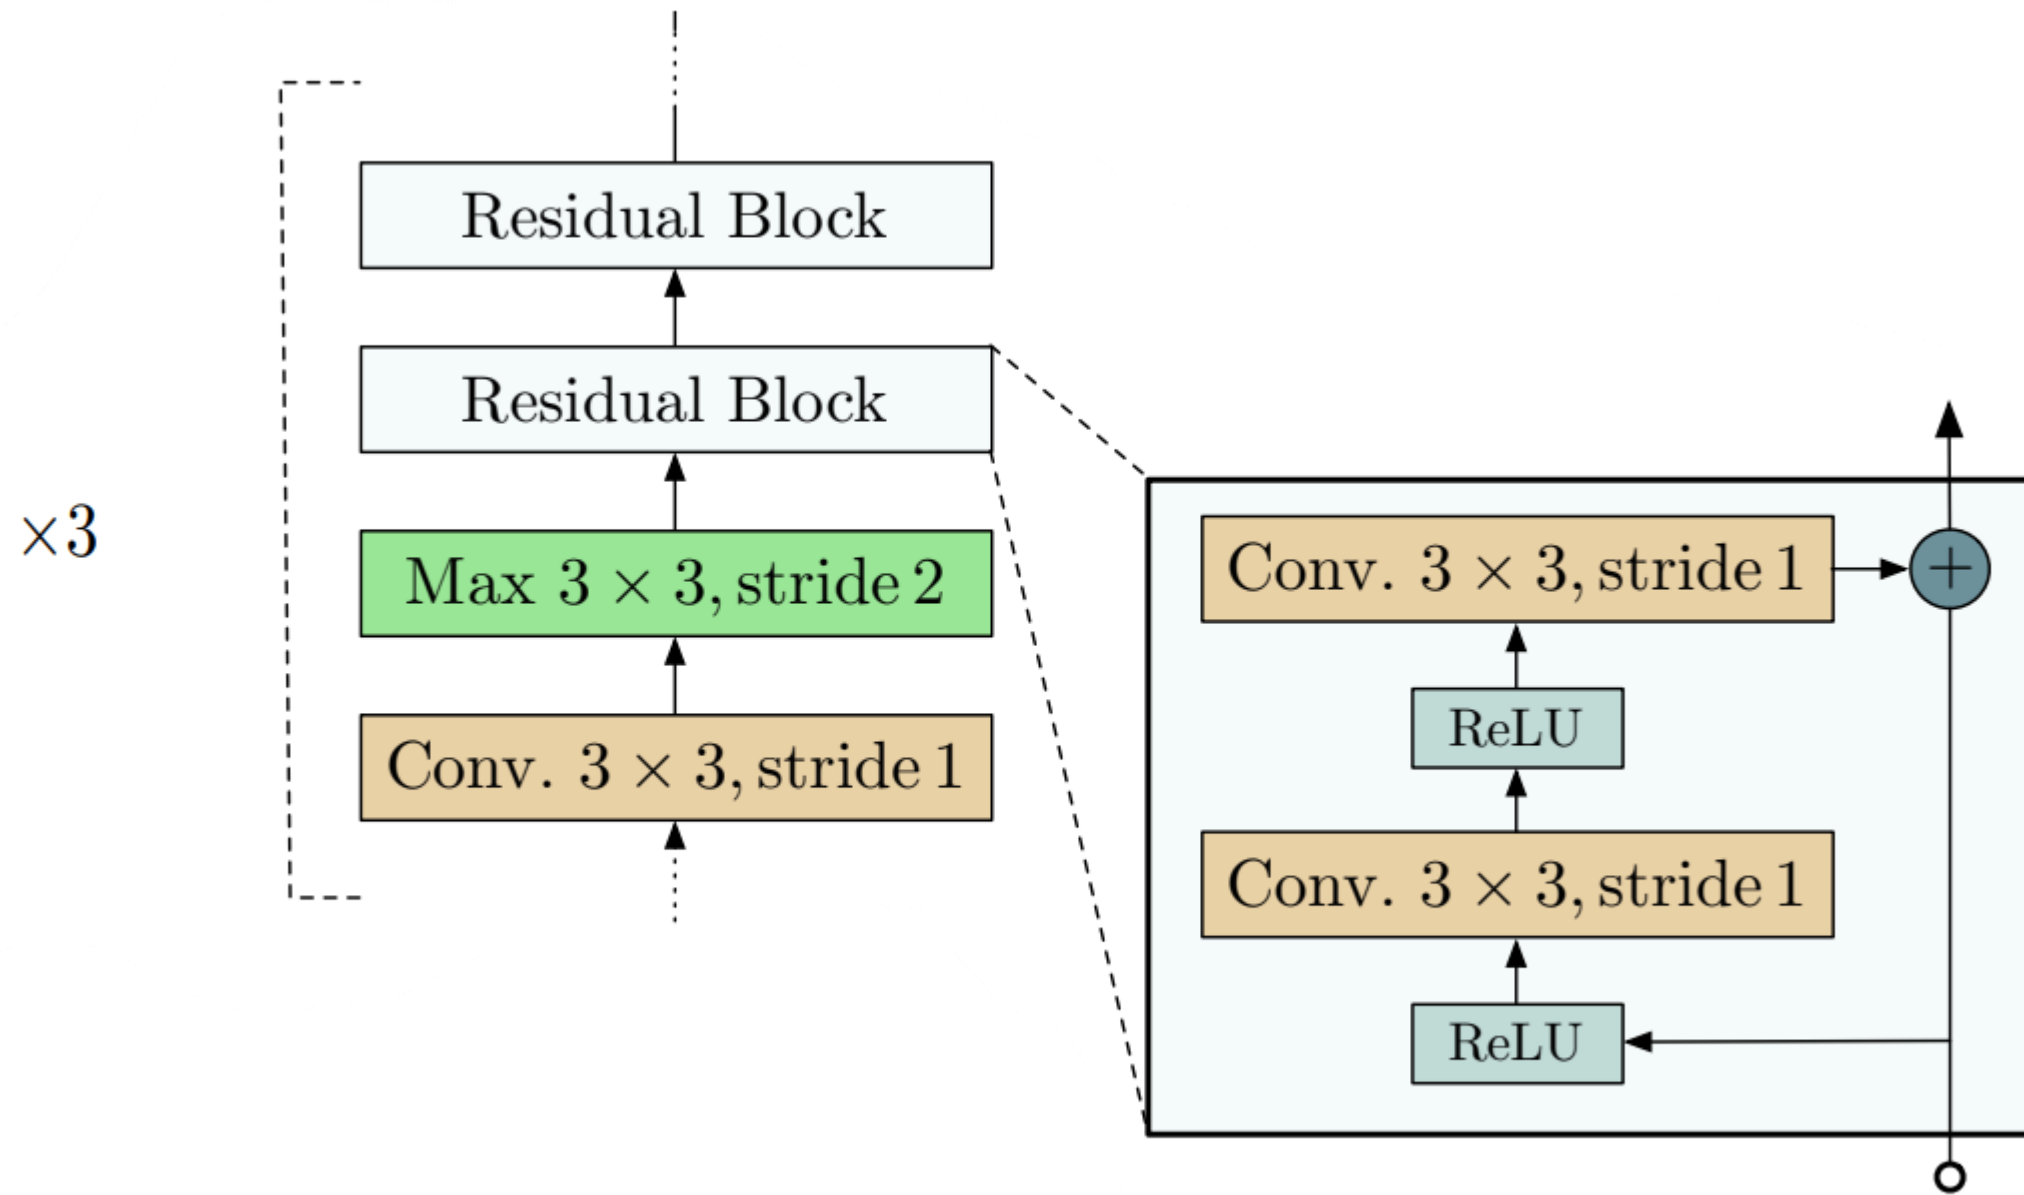 Residual Block
Residual Block
×3
Max 3 × 3, stride 2
Conv. 3 × 3, stride 1
Conv. 3 × 3, stride 1
+
ReLU
Conv. 3 × 3, stride 1
ReLU